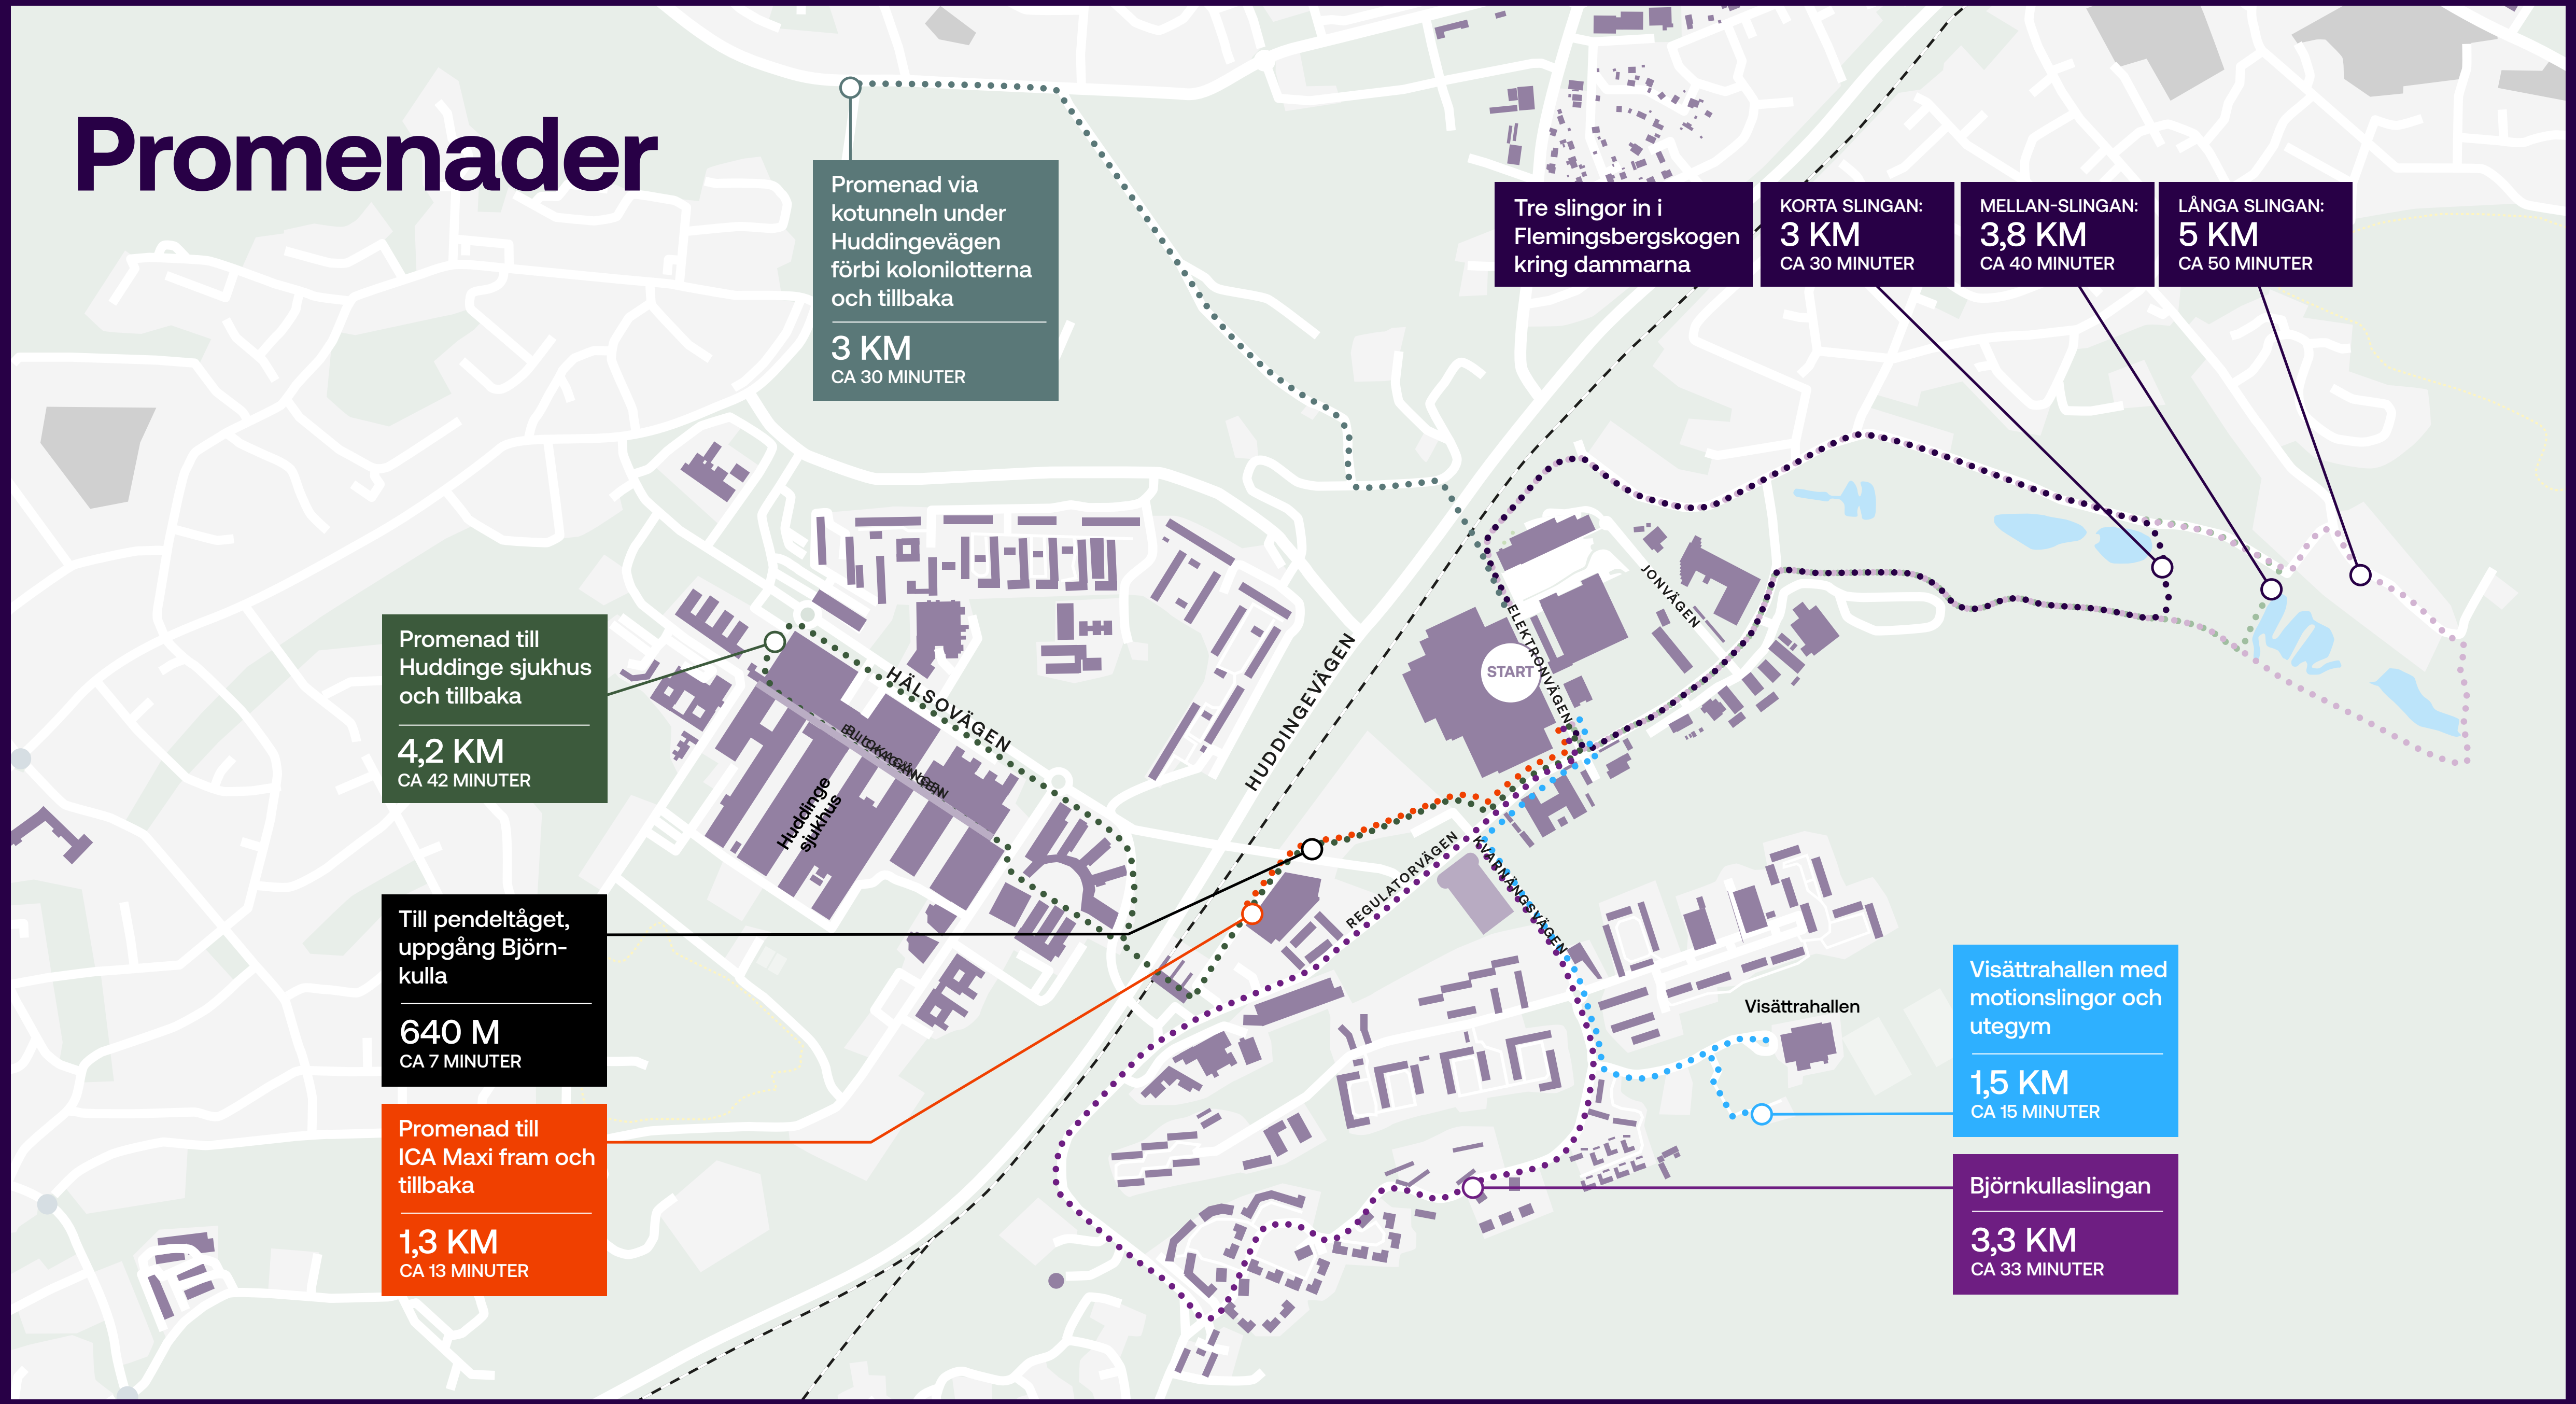 Promenader
Promenad via
kotunneln under
Huddingevägen
förbi kolonilotterna
och tillbaka
3 KM
CA 30 MINUTER
Tre slingor in i
Flemingsbergskogen
kring dammarna
KORTA SLINGAN:
3 KM
CA 30 MINUTER
MELLAN-SLINGAN:
3,8 KM
CA 40 MINUTER
LÅNGA SLINGAN:
5 KM
CA 50 MINUTER
Promenad till
Huddinge sjukhus
och tillbaka
4,2 KM
CA 42 MINUTER
HÄLSOVÄGEN
Huddinge
sjukhus
HUDDINGEVÄGEN
JONVÄGEN
ELEKTRONVÄGEN
START
REGULATORVÄGEN
KVARNÄNGSVÄGEN
Till pendeltåget,
uppgång Björn-
kulla
640 M
CA 7 MINUTER
Promenad till
ICA Maxi fram och
tillbaka
1,3 KM
CA 13 MINUTER
Visättrahallen
Visättrahallen med
motionslingor och
utegym
1,5 KM
CA 15 MINUTER
Björnkullaslingan
3,3 KM
CA 33 MINUTER